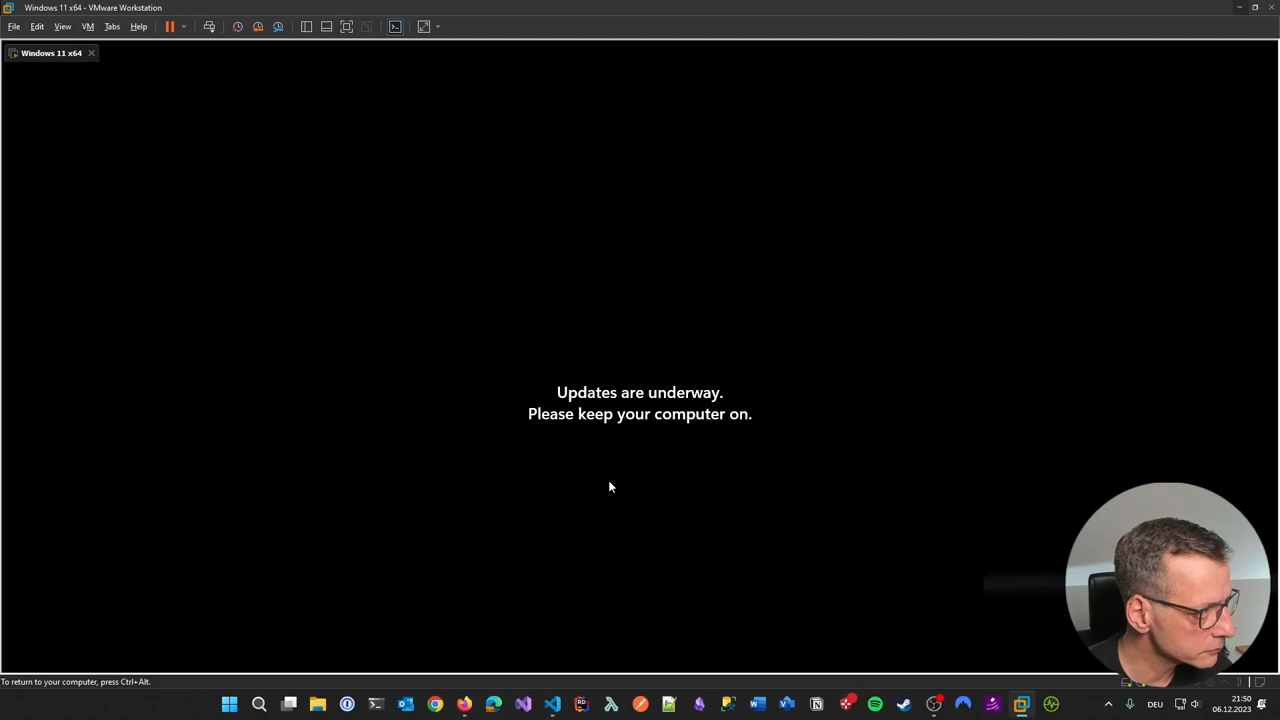 Windows 11 x64 - VMware Workstation
File Edit View VM Tabs Help
Windows 11 x64
Updates are underway.
Please keep your computer on.
To return to your computer, press Ctrl+Alt.
DEU
21:50
06.12.2023